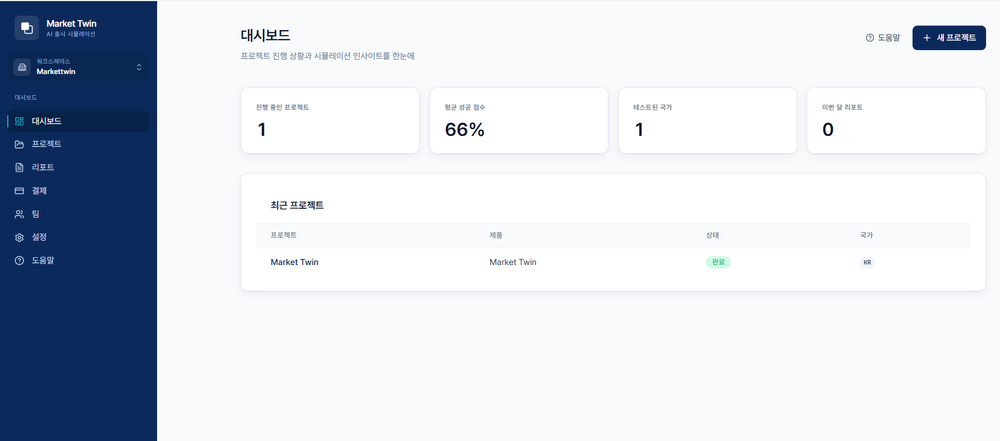 Market Twin
AI 출시 시뮬레이션
워크스페이스
Markettwin
대시보드
대시보드
프로젝트
리포트
결제
팀
설정
도움말
대시보드
프로젝트 진행 상황과 시뮬레이션 인사이트를 한눈에
도움말
새 프로젝트
진행 중인 프로젝트
1
평균 성공 점수
66%
테스트된 국가
1
이번 달 리포트
0
최근 프로젝트
프로젝트 제품 상태 국가
Market Twin Market Twin 완료 KR